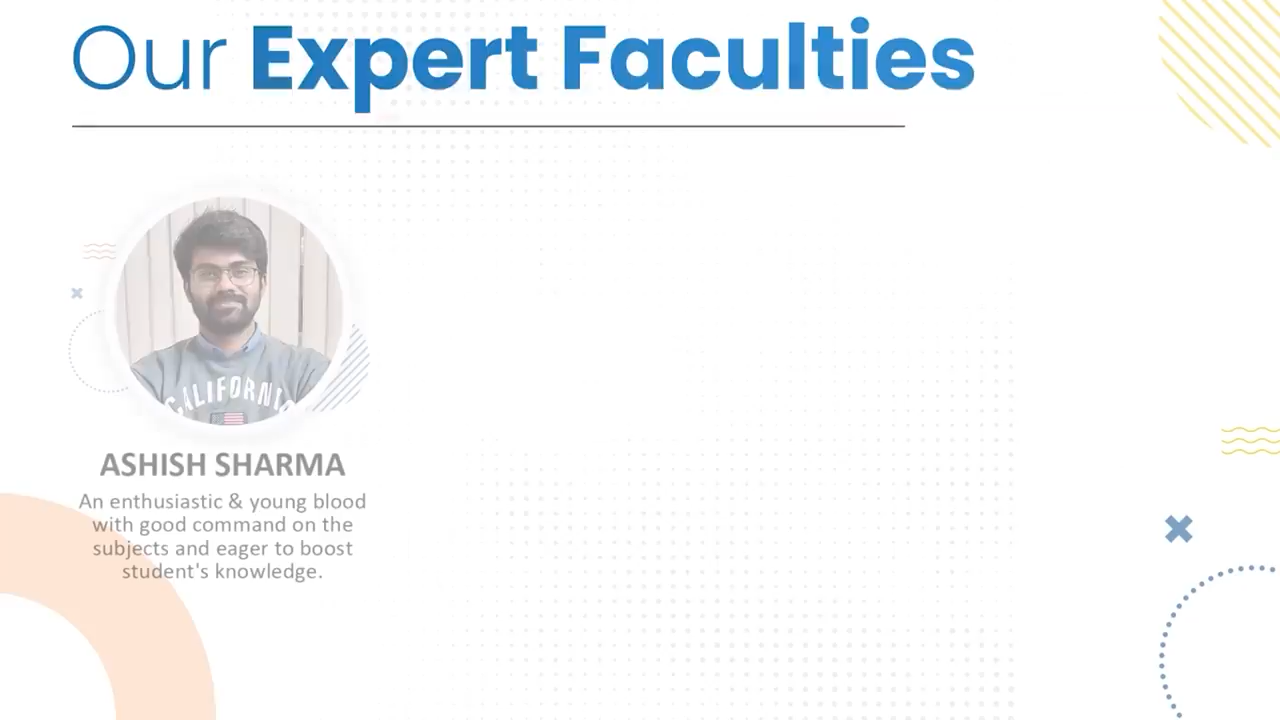 Our Expert Faculties
CALIFORNIA
ASHISH SHARMA
An enthusiastic & young blood
with good command on the
subjects and eager to boost
student's knowledge.